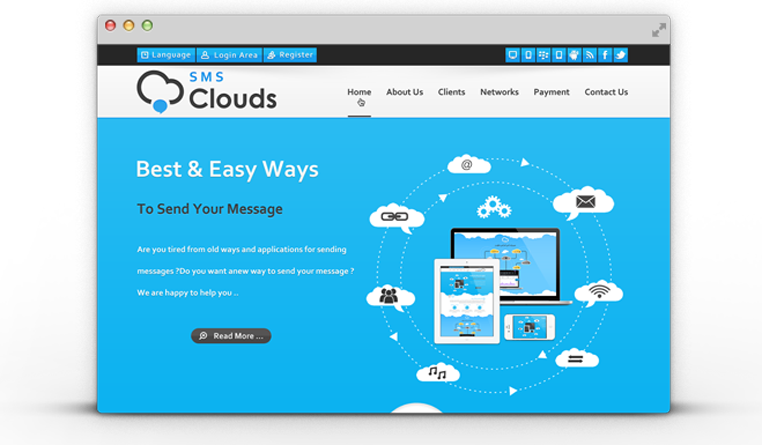 Language
Login Area
Register
SMS
Clouds
Home
About Us
Clients
Networks
Payment
Contact Us
Best & Easy Ways
To Send Your Message
Are you tired from old ways and applications for sending
messages ?Do you want anew way to send your message ?
We are happy to help you ..
Read More ...
@